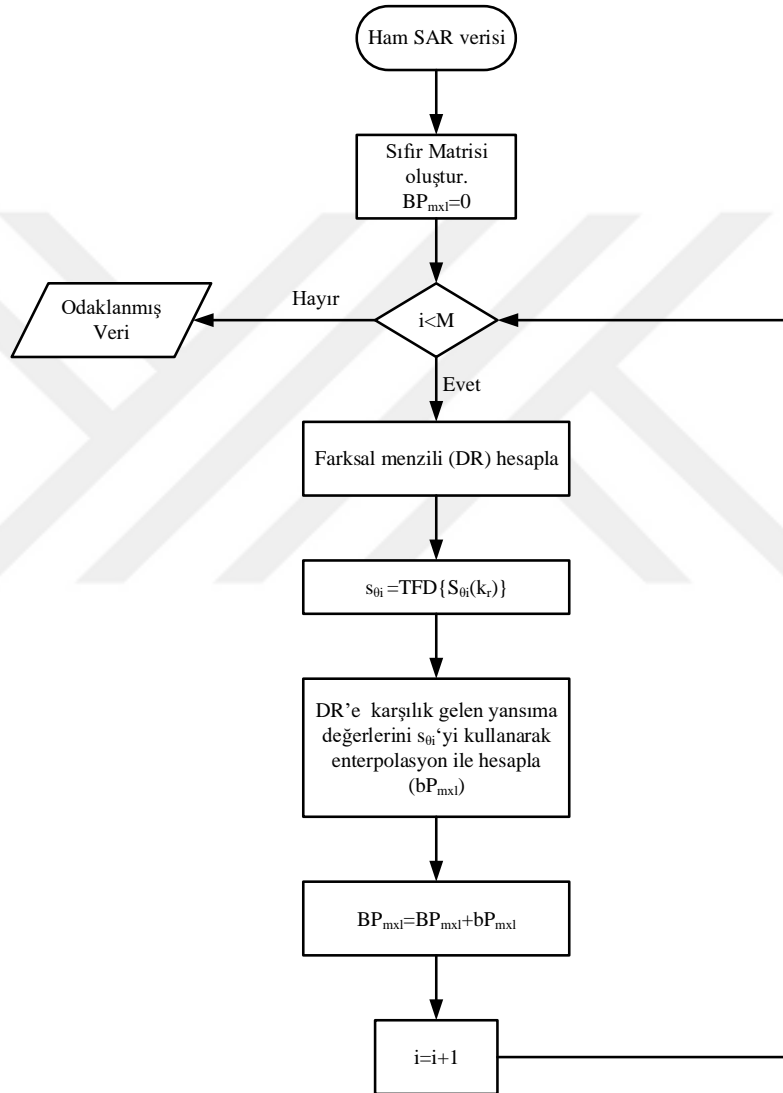 Ham SAR verisi
Sıfır Matrisi
oluştur.
BPmxl=0
Hayır
Odaklanmış
Veri
i<M
Evet
Farksal menzili (DR) hesapla
sθi =TFD{Sθi(kr)}
DR’e karşılık gelen yansıma
değerlerini sθi‘yi kullanarak
enterpolasyon ile hesapla
(bPmxl)
BPmxl=BPmxl+bPmxl
i=i+1